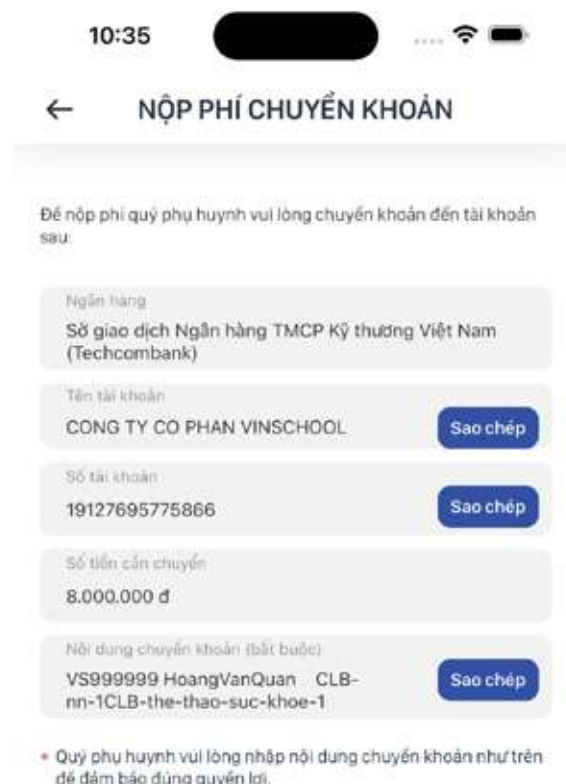 10:35
NỘP PHÍ CHUYỂN KHOẢN
Để nộp phí quý phụ huynh vui lòng chuyển khoản đến tài khoản
sau:
Ngân hàng
Sở giao dịch Ngân hàng TMCP Kỹ thương Việt Nam
(Techcombank)
Tên tài khoản
CONG TY CO PHAN VINSCHOOL
Sao chép
Số tài khoản
19127695775866
Sao chép
Số tiền cần chuyển
8.000.000 đ
Nội dung chuyển khoản (bắt buộc)
VS999999 HoangVanQuan CLB-
nn-1CLB-the-thao-suc-khoe-1
Sao chép
* Quý phụ huynh vui lòng nhập nội dung chuyển khoản như trên
để đảm bảo đúng quyền lợi.